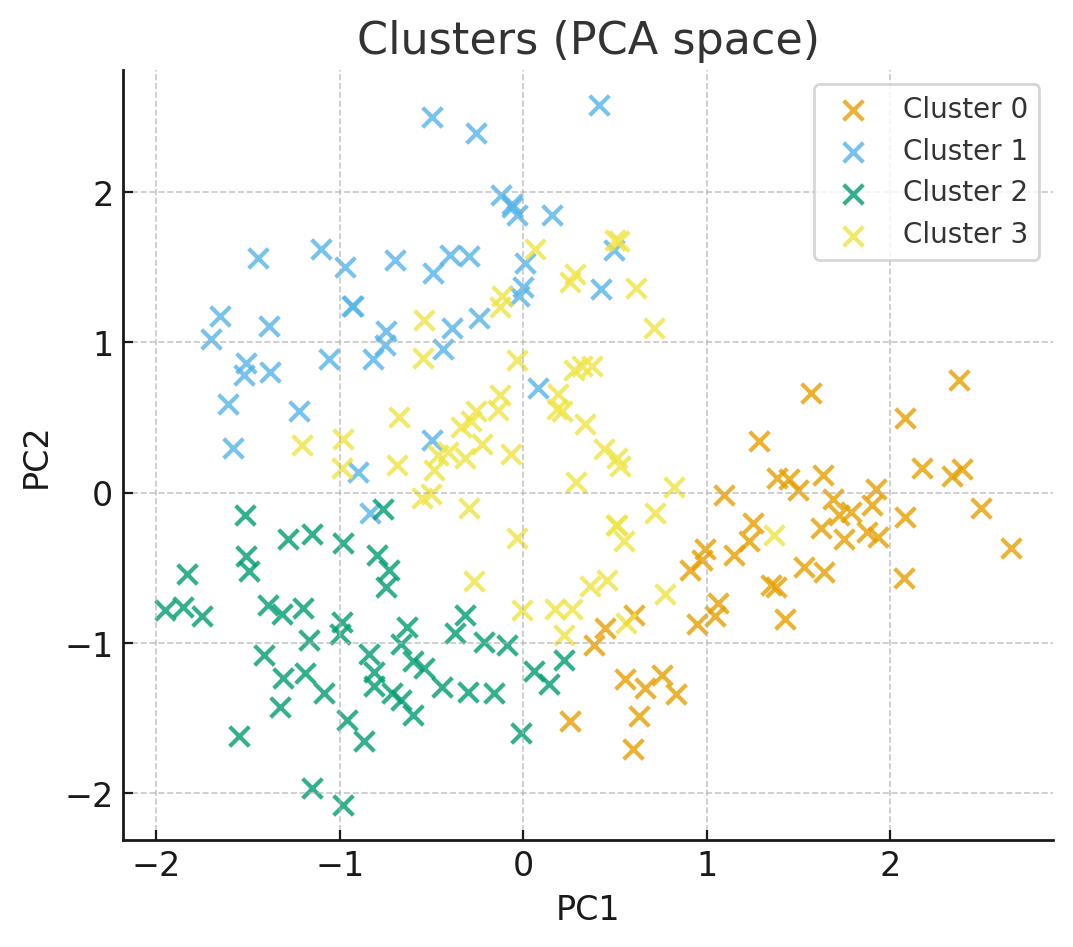 Clusters (PCA space)
Cluster 0
Cluster 1
Cluster 2
Cluster 3
PC2
2
1
0
−1
−2
−2
−1
0
1
2
PC1